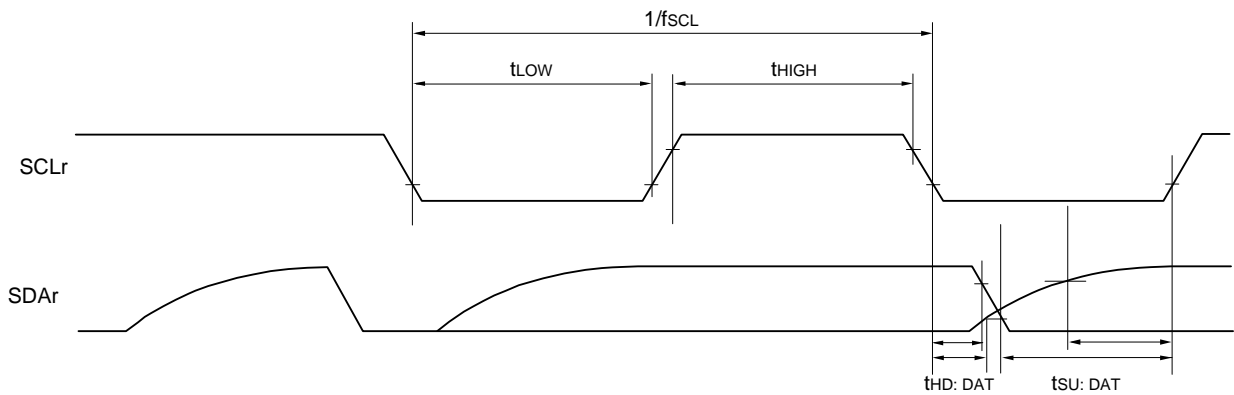 1/fSCL
tLOW
tHIGH
SCLr
SDAr
tHD: DAT
tSU: DAT